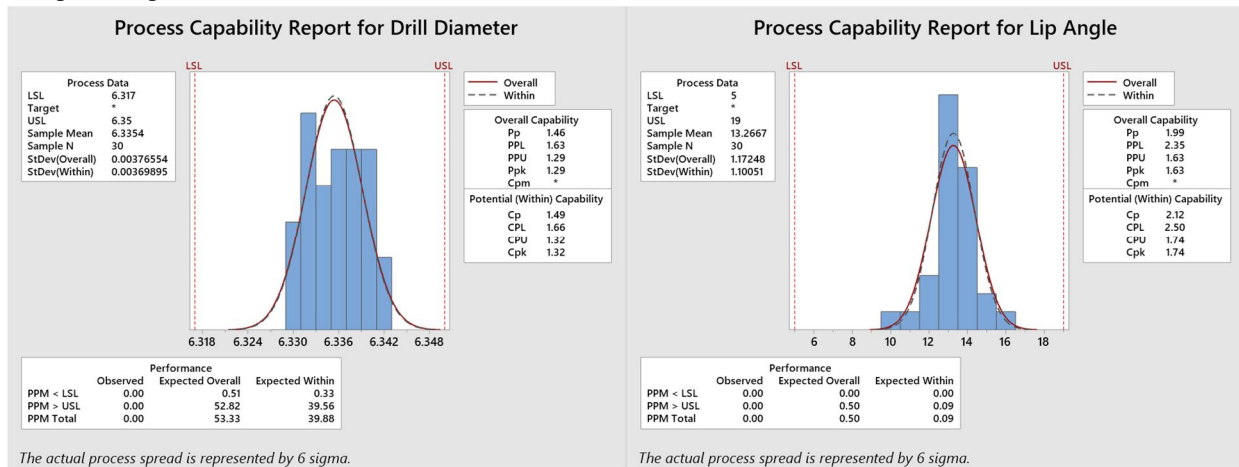 Process Capability Report for Drill Diameter
LSL USL
Process Data
LSL 6.317
Target *
USL 6.35
Sample Mean 6.3354
Sample N 30
StDev(Overall) 0.00376554
StDev(Within) 0.00369895
Overall
Within
Overall Capability
Pp 1.46
PPL 1.63
PPU 1.29
Ppk 1.29
Cpm *
Potential (Within) Capability
Cp 1.49
CPL 1.66
CPU 1.32
Cpk 1.32
6.318 6.324 6.330 6.336 6.342 6.348
Performance
Observed Expected Overall Expected Within
PPM < LSL 0.00 0.51 0.33
PPM > USL 0.00 52.82 39.56
PPM Total 0.00 53.33 39.88
The actual process spread is represented by 6 sigma.
Process Capability Report for Lip Angle
LSL USL
Process Data
LSL 5
Target *
USL 19
Sample Mean 13.2667
Sample N 30
StDev(Overall) 1.17248
StDev(Within) 1.10051
Overall
Within
Overall Capability
Pp 1.99
PPL 2.35
PPU 1.63
Ppk 1.63
Cpm *
Potential (Within) Capability
Cp 2.12
CPL 2.50
CPU 1.74
Cpk 1.74
6 8 10 12 14 16 18
Performance
Observed Expected Overall Expected Within
PPM < LSL 0.00 0.00 0.00
PPM > USL 0.00 0.50 0.09
PPM Total 0.00 0.50 0.09
The actual process spread is represented by 6 sigma.